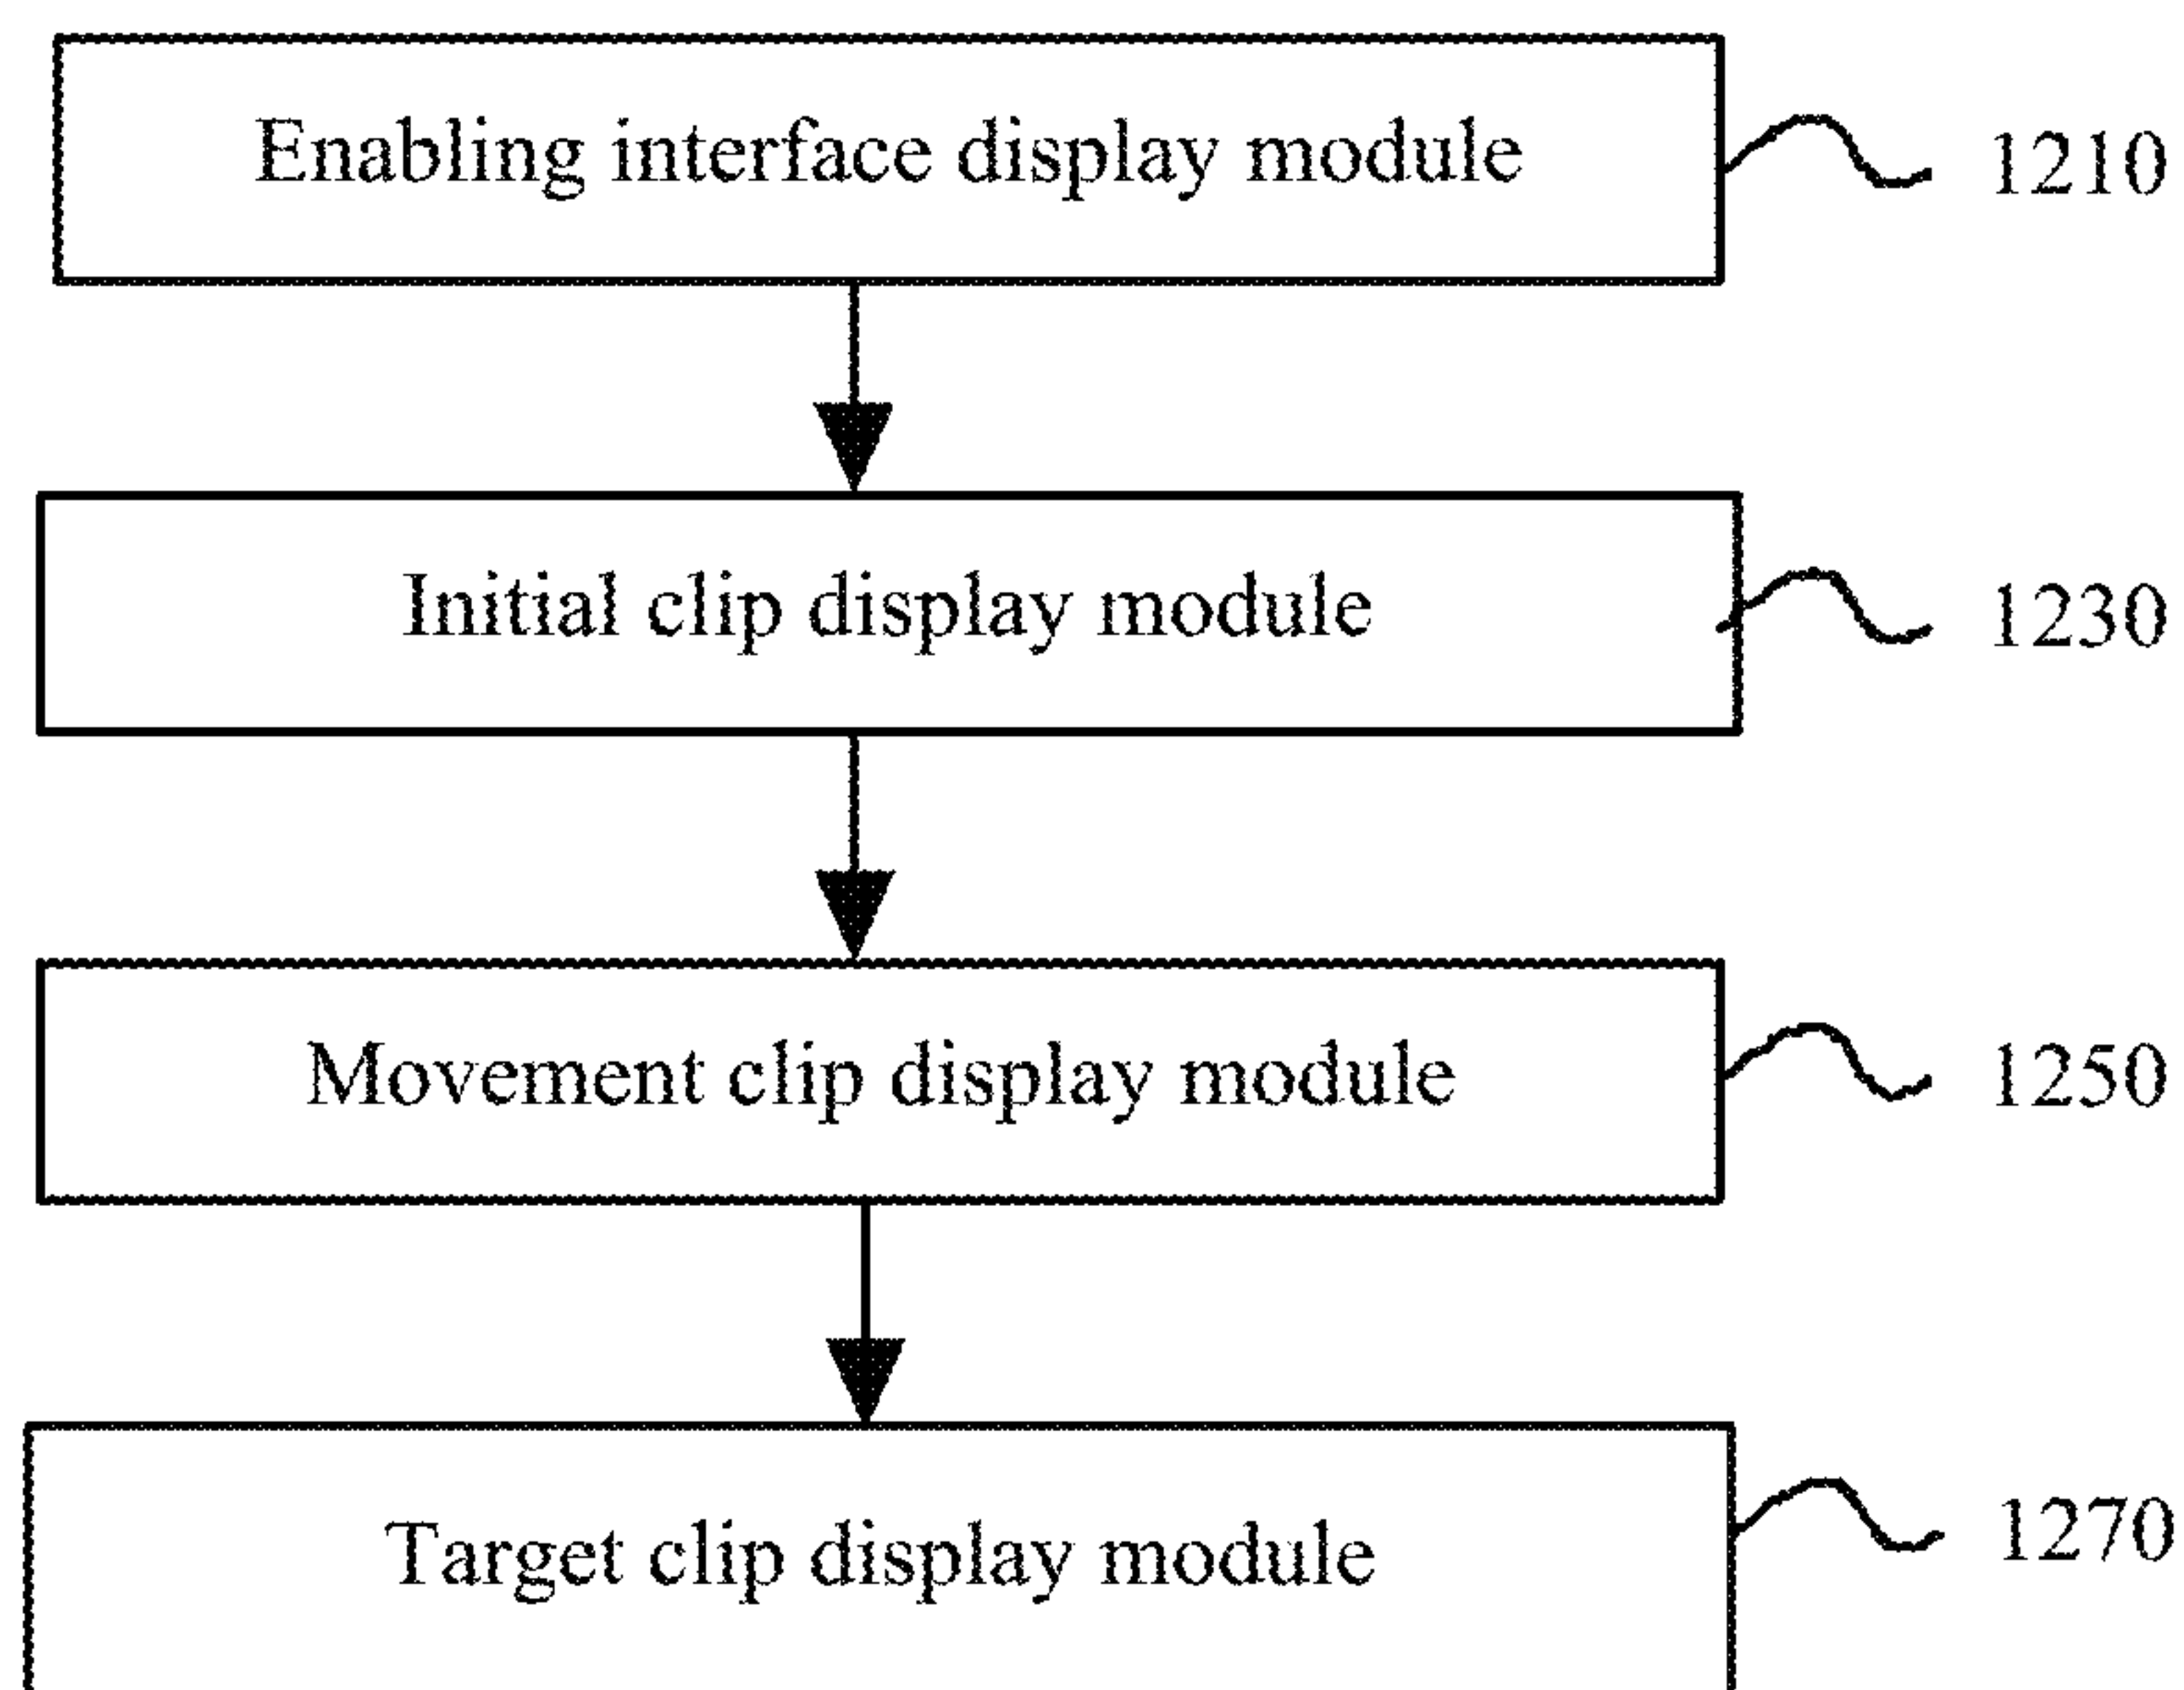 Enabling interface display module
1210
Initial clip display module
1230
Movement clip display module
1250
Target clip display module
1270